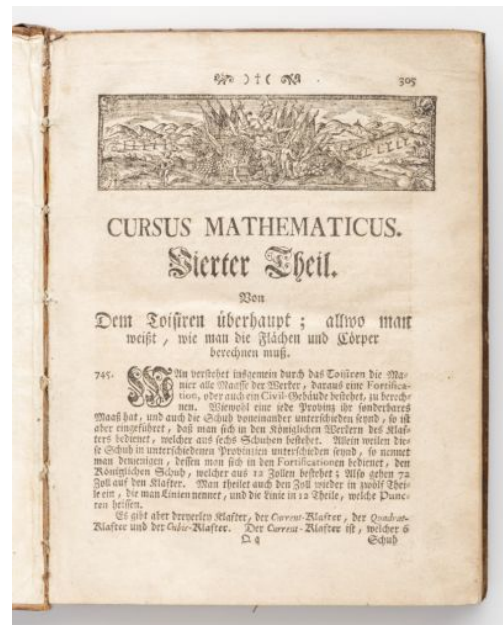 )†( 305
CURSUS MATHEMATICUS.
Vierter Theil.
Von
Dem Toisiren überhaupt ; allwo man
weißt , wie man die Flächen und Cörper
berechnen muß.
745. MAn verstehet insgemein durch das Toisiren die Ma-
nier alle Maasse der Wercker, daraus eine Fortifica-
tion, oder auch ein Civil-Gebäude bestehet, zu berech-
nen. Wiewohl eine jede Provinz ihr sonderbares
Maaß hat, und auch die Schuh voneinander unterschieden seynd, so ist
aber eingeführet, daß man sich in den Königlichen Werckern des Klaf-
ters bedienet, welcher aus sechs Schuhen bestehet. Allein weilen die-
se Schuh in unterschiedenen Provinzien unterschieden seynd, so nennet
man denjenigen, dessen man sich in den Fortificationen bedienet, den
Königlichen Schuh, welcher aus 12 Zollen bestehet ; Also gehen 72
Zoll auf den Klafter. Man theilet auch den Zoll wieder in zwölf Thei-
le ein , die man Linien nennet, und die Linie in 12 Theile, welche Punc-
ten heissen.
Es gibt aber dreyerley Klafter, der Current-Klafter , der Quadrat-
Klafter und der Cubic-Klafter. Der Current-Klafter ist , welcher 6
Q q Schuh